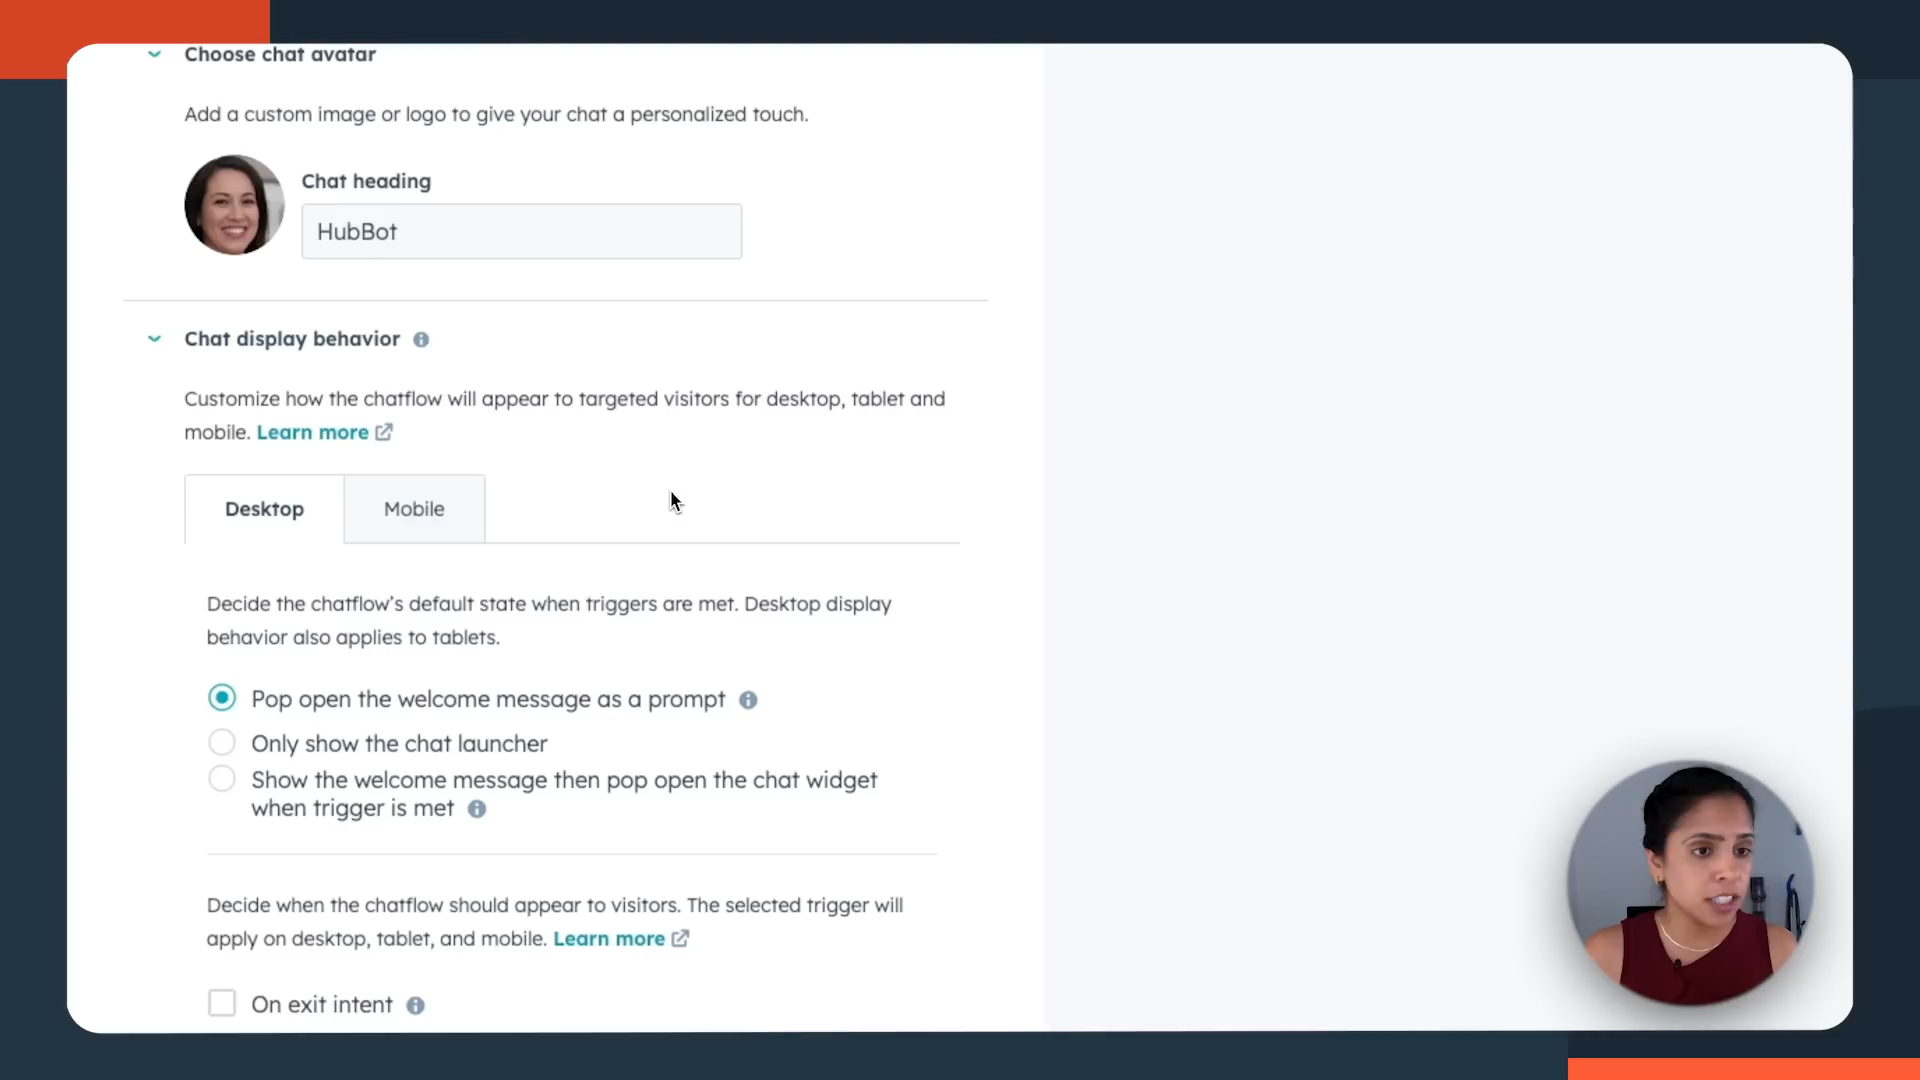 Choose chat avatar
Add a custom image or logo to give your chat a personalized touch.
Chat heading
HubBot
Chat display behavior
Customize how the chatflow will appear to targeted visitors for desktop, tablet and
mobile. Learn more
Desktop
Mobile
Decide the chatflow's default state when triggers are met. Desktop display
behavior also applies to tablets.
Pop open the welcome message as a prompt
Only show the chat launcher
Show the welcome message then pop open the chat widget
when trigger is met
Decide when the chatflow should appear to visitors. The selected trigger will
apply on desktop, tablet, and mobile. Learn more
On exit intent